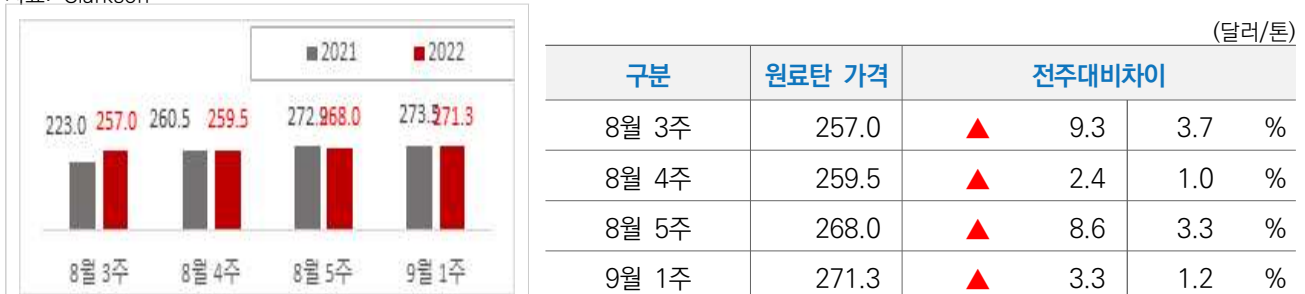 ■2021 ■2022
223.0 257.0 260.5 259.5 268.0 271.3
8월 3주 8월 4주 8월 5주 9월 1주
(달러/톤)
구분 원료탄 가격 전주대비차이
8월 3주 257.0 ▲ 9.3 3.7 %
8월 4주 259.5 ▲ 2.4 1.0 %
8월 5주 268.0 ▲ 8.6 3.3 %
9월 1주 271.3 ▲ 3.3 1.2 %